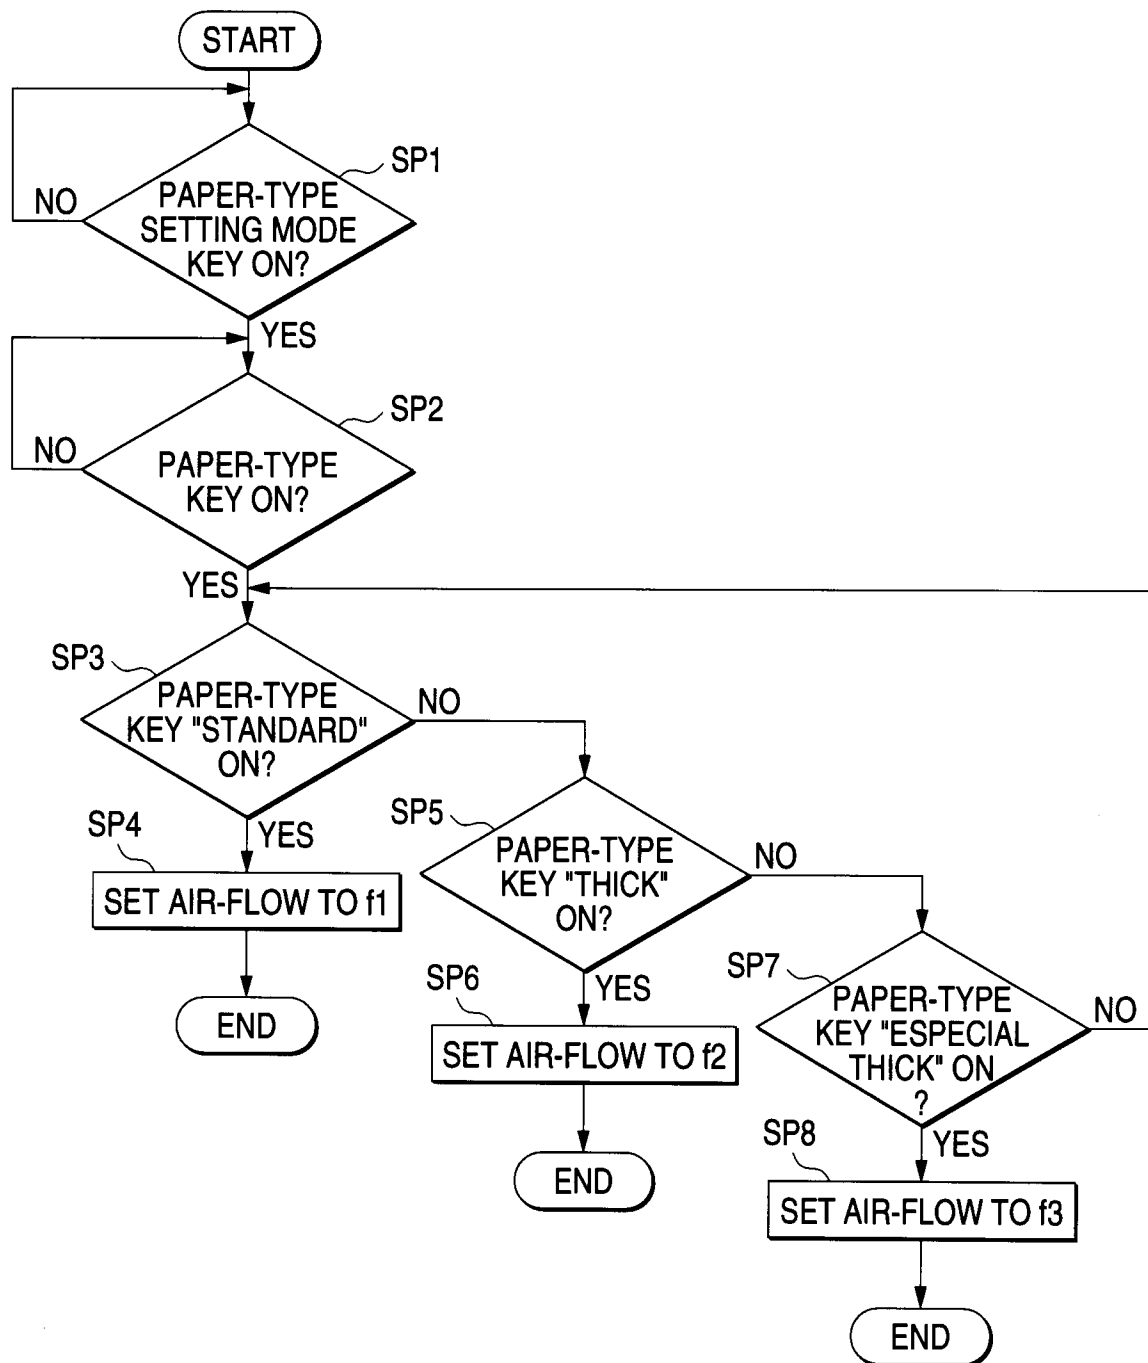 START
SP1
PAPER-TYPE
SETTING MODE
KEY ON?
NO
YES
SP2
PAPER-TYPE
KEY ON?
NO
YES
SP3
PAPER-TYPE
KEY "STANDARD"
ON?
NO
YES
SP4
SET AIR-FLOW TO f1
END
SP5
PAPER-TYPE
KEY "THICK"
ON?
NO
YES
SP6
SET AIR-FLOW TO f2
END
SP7
PAPER-TYPE
KEY "ESPECIAL
THICK" ON
?
NO
YES
SP8
SET AIR-FLOW TO f3
END